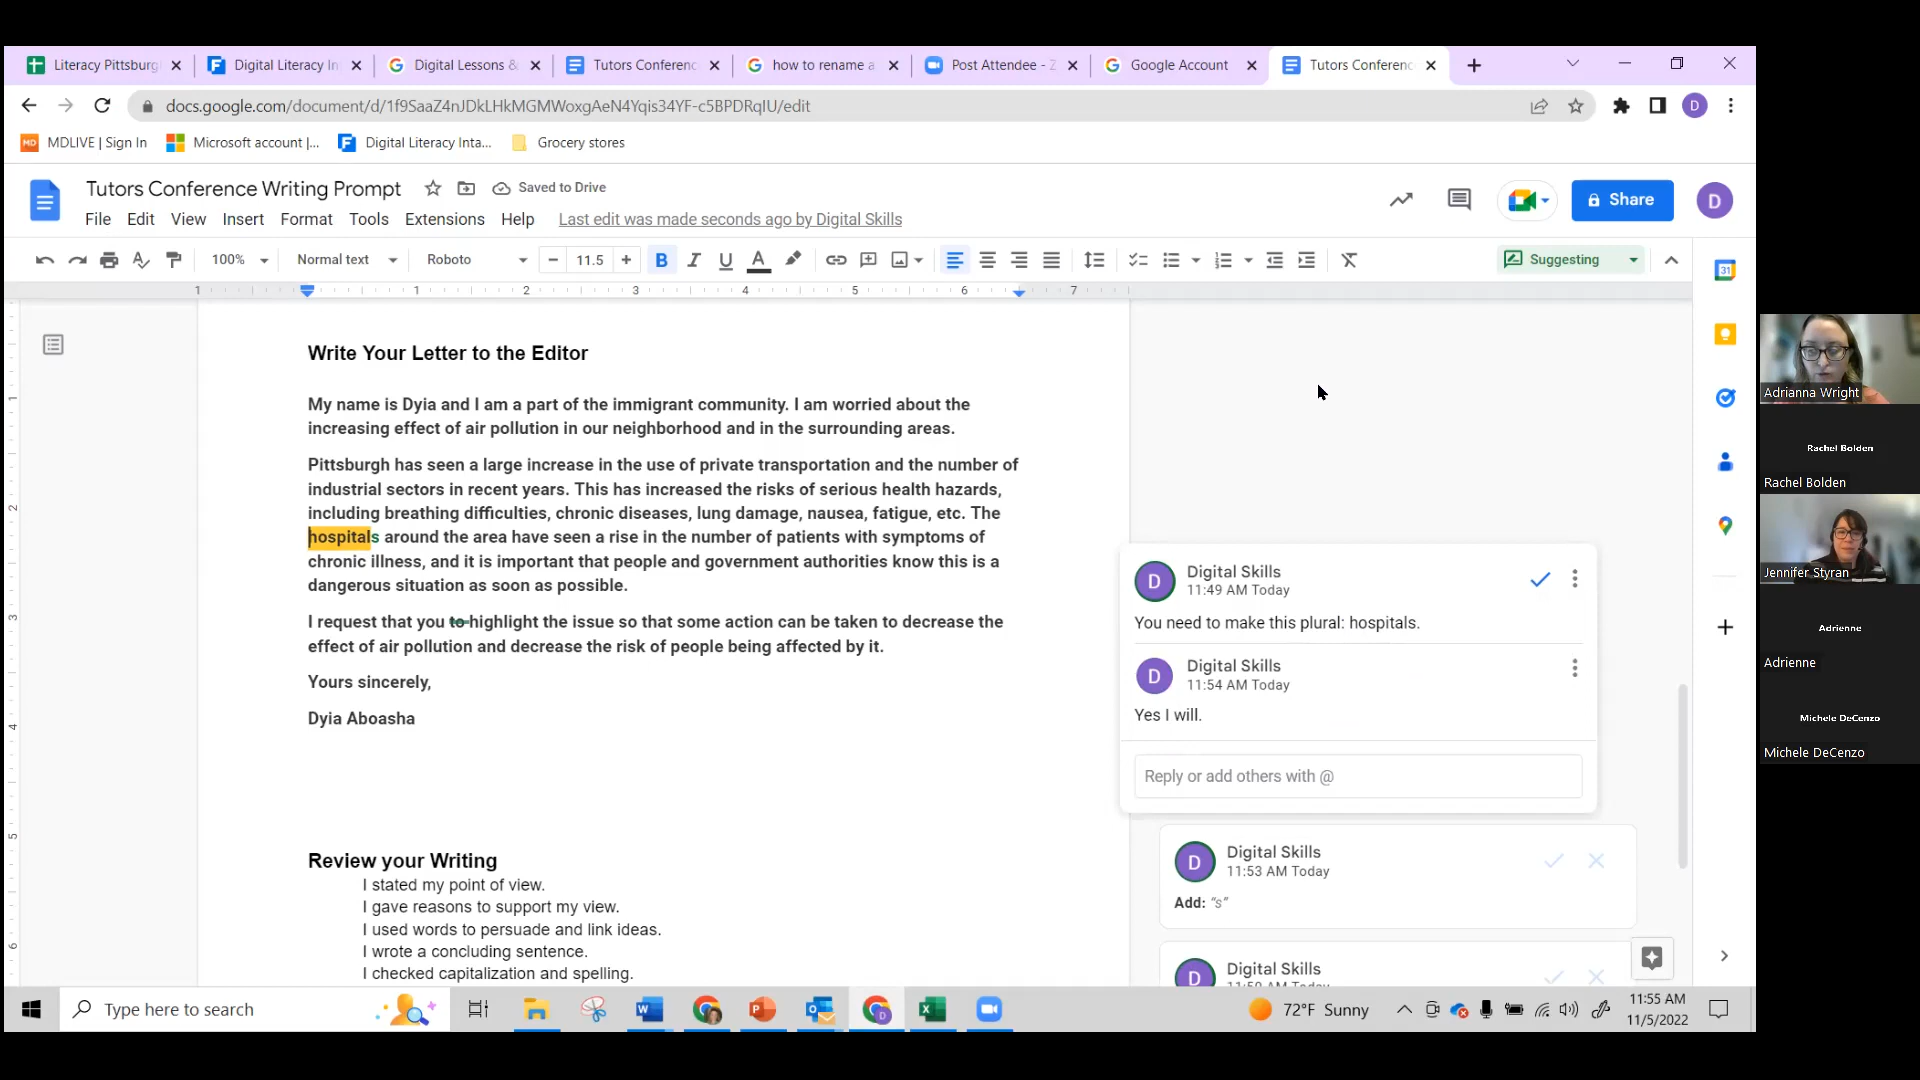 Literacy Pittsburg
Digital Literacy In
Digital Lessons &
Tutors Conferenc
how to rename a
Post Attendee - Z
Google Account
Tutors Conferenc
docs.google.com/document/d/1f9SaaZ4nJDkLHkMGMWoxgAeN4Yqis34YF-c5BPDRqIU/edit
D
MDLIVE | Sign In
Microsoft account |...
Digital Literacy Inta...
Grocery stores
Tutors Conference Writing Prompt
Saved to Drive
File Edit View Insert Format Tools Extensions Help
Last edit was made seconds ago by Digital Skills
Share
D
100%
Normal text
Roboto
11.5
B I U A
Suggesting
31
1 1 2 3 4 5 6 7
Write Your Letter to the Editor
My name is Dyia and I am a part of the immigrant community. I am worried about the
increasing effect of air pollution in our neighborhood and in the surrounding areas.
Pittsburgh has seen a large increase in the use of private transportation and the number of
industrial sectors in recent years. This has increased the risks of serious health hazards,
including breathing difficulties, chronic diseases, lung damage, nausea, fatigue, etc. The
hospitals around the area have seen a rise in the number of patients with symptoms of
chronic illness, and it is important that people and government authorities know this is a
dangerous situation as soon as possible.
I request that you to highlight the issue so that some action can be taken to decrease the
effect of air pollution and decrease the risk of people being affected by it.
Yours sincerely,
Dyia Aboasha
Review your Writing
I stated my point of view.
I gave reasons to support my view.
I used words to persuade and link ideas.
I wrote a concluding sentence.
I checked capitalization and spelling.
1
2
3
4
5
6
D
Digital Skills
11:49 AM Today
You need to make this plural: hospitals.
D
Digital Skills
11:54 AM Today
Yes I will.
Reply or add others with @
D
Digital Skills
11:53 AM Today
Add: "s"
D
Digital Skills
Adrianna Wright
Rachel Bolden
Rachel Bolden
Jennifer Styran
Adrienne
Adrienne
Michele DeCenzo
Michele DeCenzo
Type here to search
72°F Sunny
11:55 AM
11/5/2022